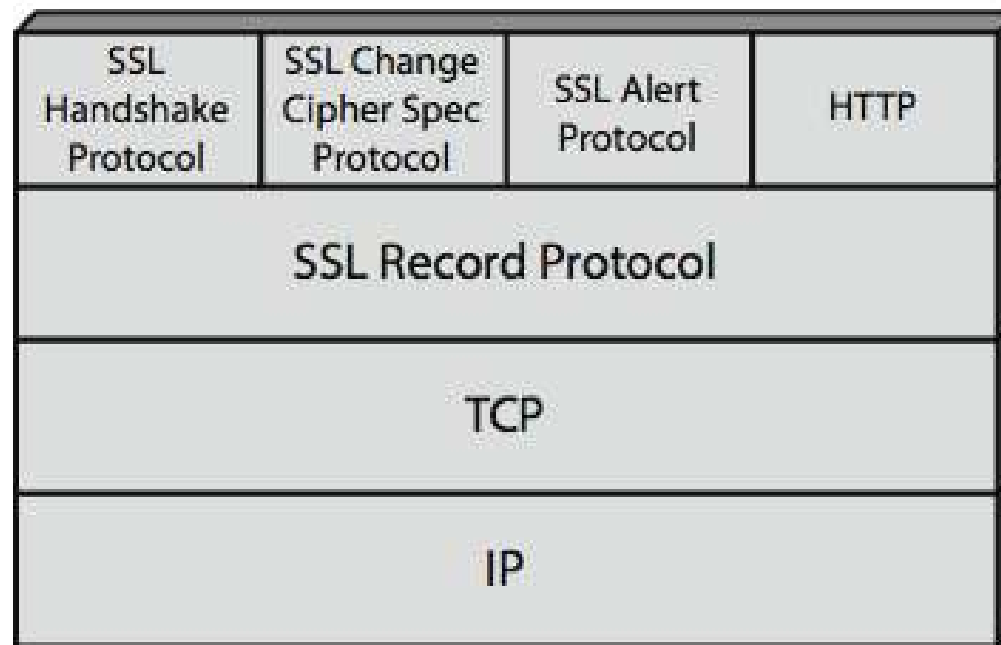 SSL
Handshake
Protocol
SSL Change
Cipher Spec
Protocol
SSL Alert
Protocol
HTTP
SSL Record Protocol
TCP
IP